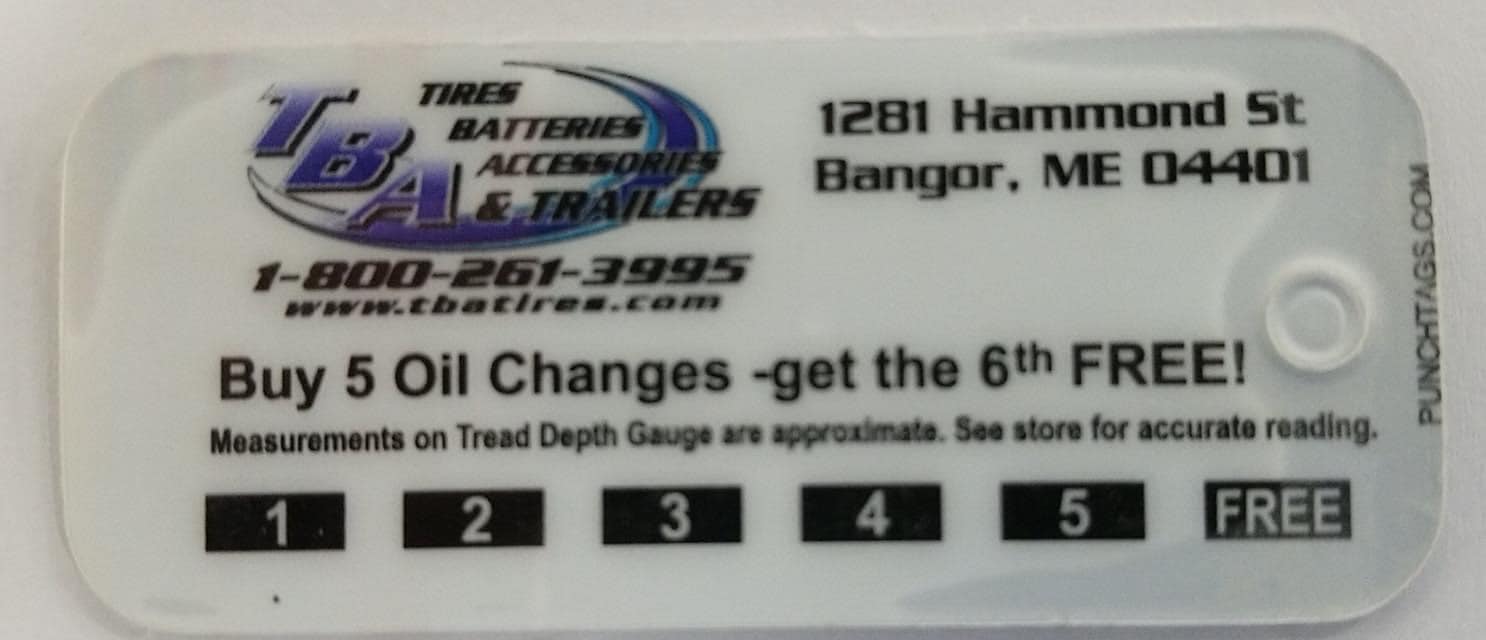 TBA
TIRES
BATTERIES
ACCESSORIES
& TRAILERS
1-800-261-3995
www.tbatires.com
1281 Hammond St
Bangor, ME 04401
Buy 5 Oil Changes -get the 6th FREE!
Measurements on Tread Depth Gauge are approximate. See store for accurate reading.
1 2 3 4 5 FREE
PUNCHTAGS.COM